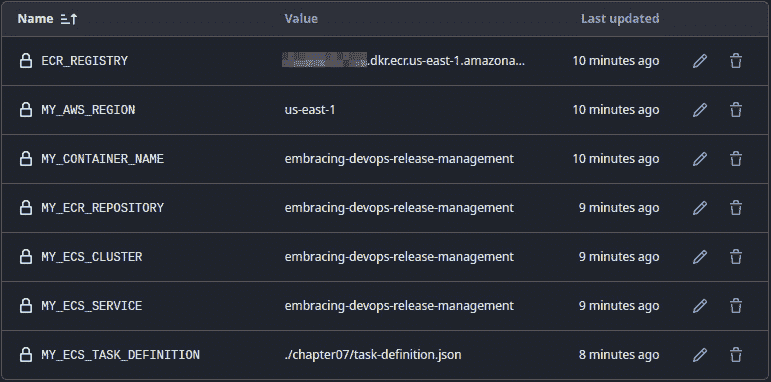 Name Value Last updated
ECR_REGISTRY .dkr.ecr.us-east-1.amazona... 10 minutes ago
MY_AWS_REGION us-east-1 10 minutes ago
MY_CONTAINER_NAME embracing-devops-release-management 10 minutes ago
MY_ECR_REPOSITORY embracing-devops-release-management 9 minutes ago
MY_ECS_CLUSTER embracing-devops-release-management 9 minutes ago
MY_ECS_SERVICE embracing-devops-release-management 9 minutes ago
MY_ECS_TASK_DEFINITION ./chapter07/task-definition.json 8 minutes ago